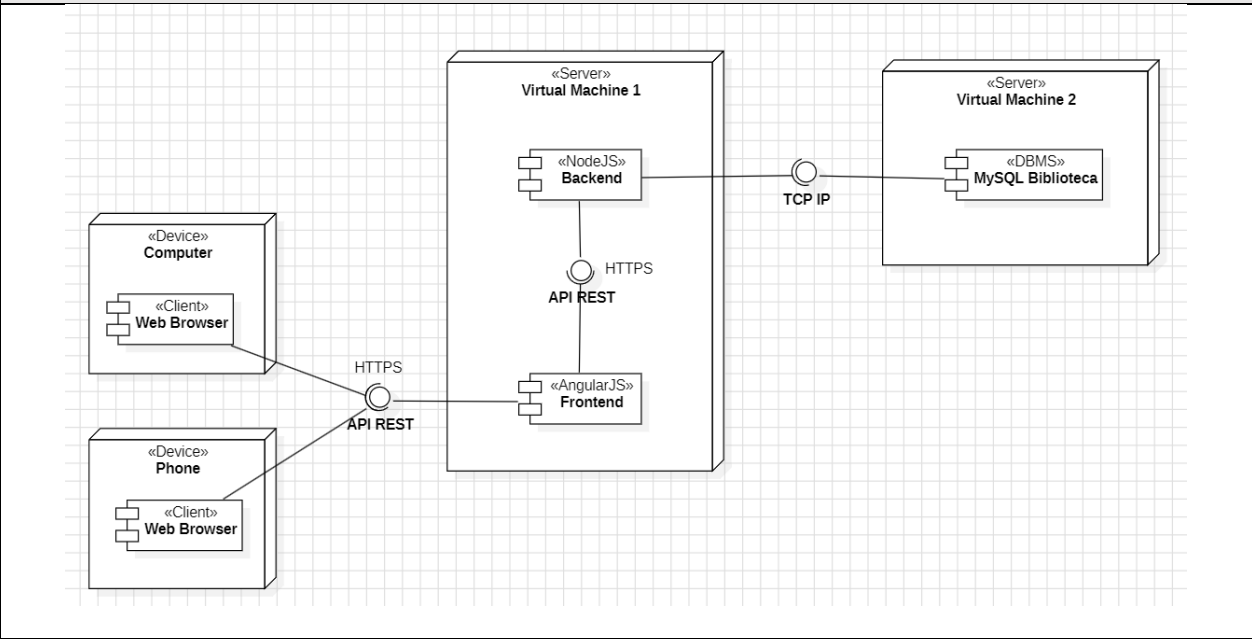 «Device»
Computer
«Client»
Web Browser
«Device»
Phone
«Client»
Web Browser
HTTPS
API REST
«Server»
Virtual Machine 1
«NodeJS»
Backend
HTTPS
API REST
«AngularJS»
Frontend
TCP IP
«Server»
Virtual Machine 2
«DBMS»
MySQL Biblioteca